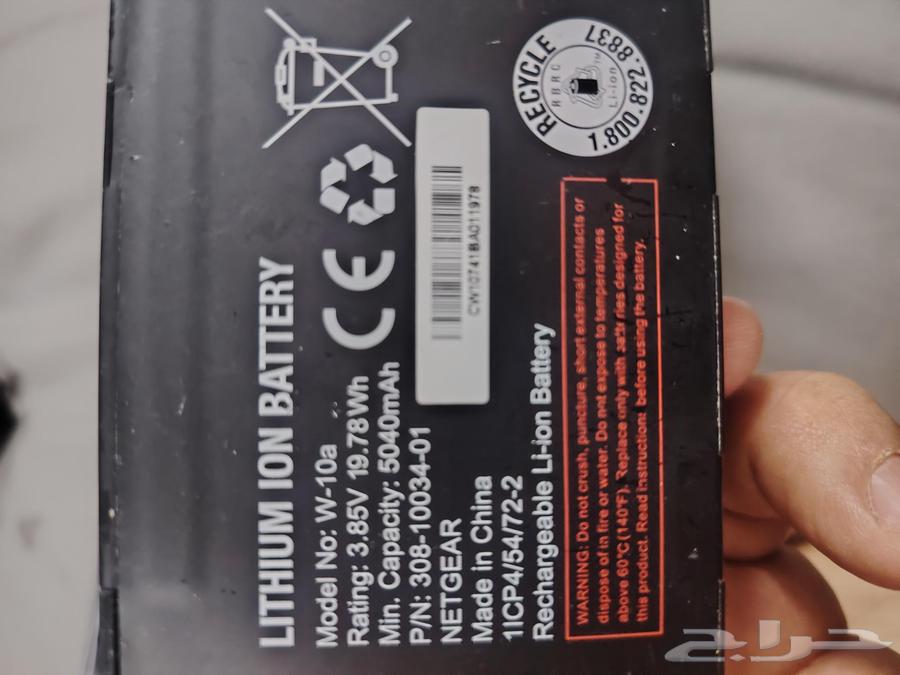 LITHIUM ION BATTERY
Model No: W-10a
Rating: 3.85V 19.78Wh
Min. Capacity: 5040mAh
P/N: 308-10034-01
NETGEAR
Made in China
1ICP4/54/72-2
Rechargeable Li-ion Battery
CE
CW10741BA011978
RECYCLE
RBRC
Li-ion
TM
1.800.822.8837
WARNING: Do not crush, puncture, short external contacts or
dispose of in fire or water. Do not expose to temperatures
above 60°C (140°F). Replace only with batteries designed for
this product. Read instructions before using the battery.
حراج